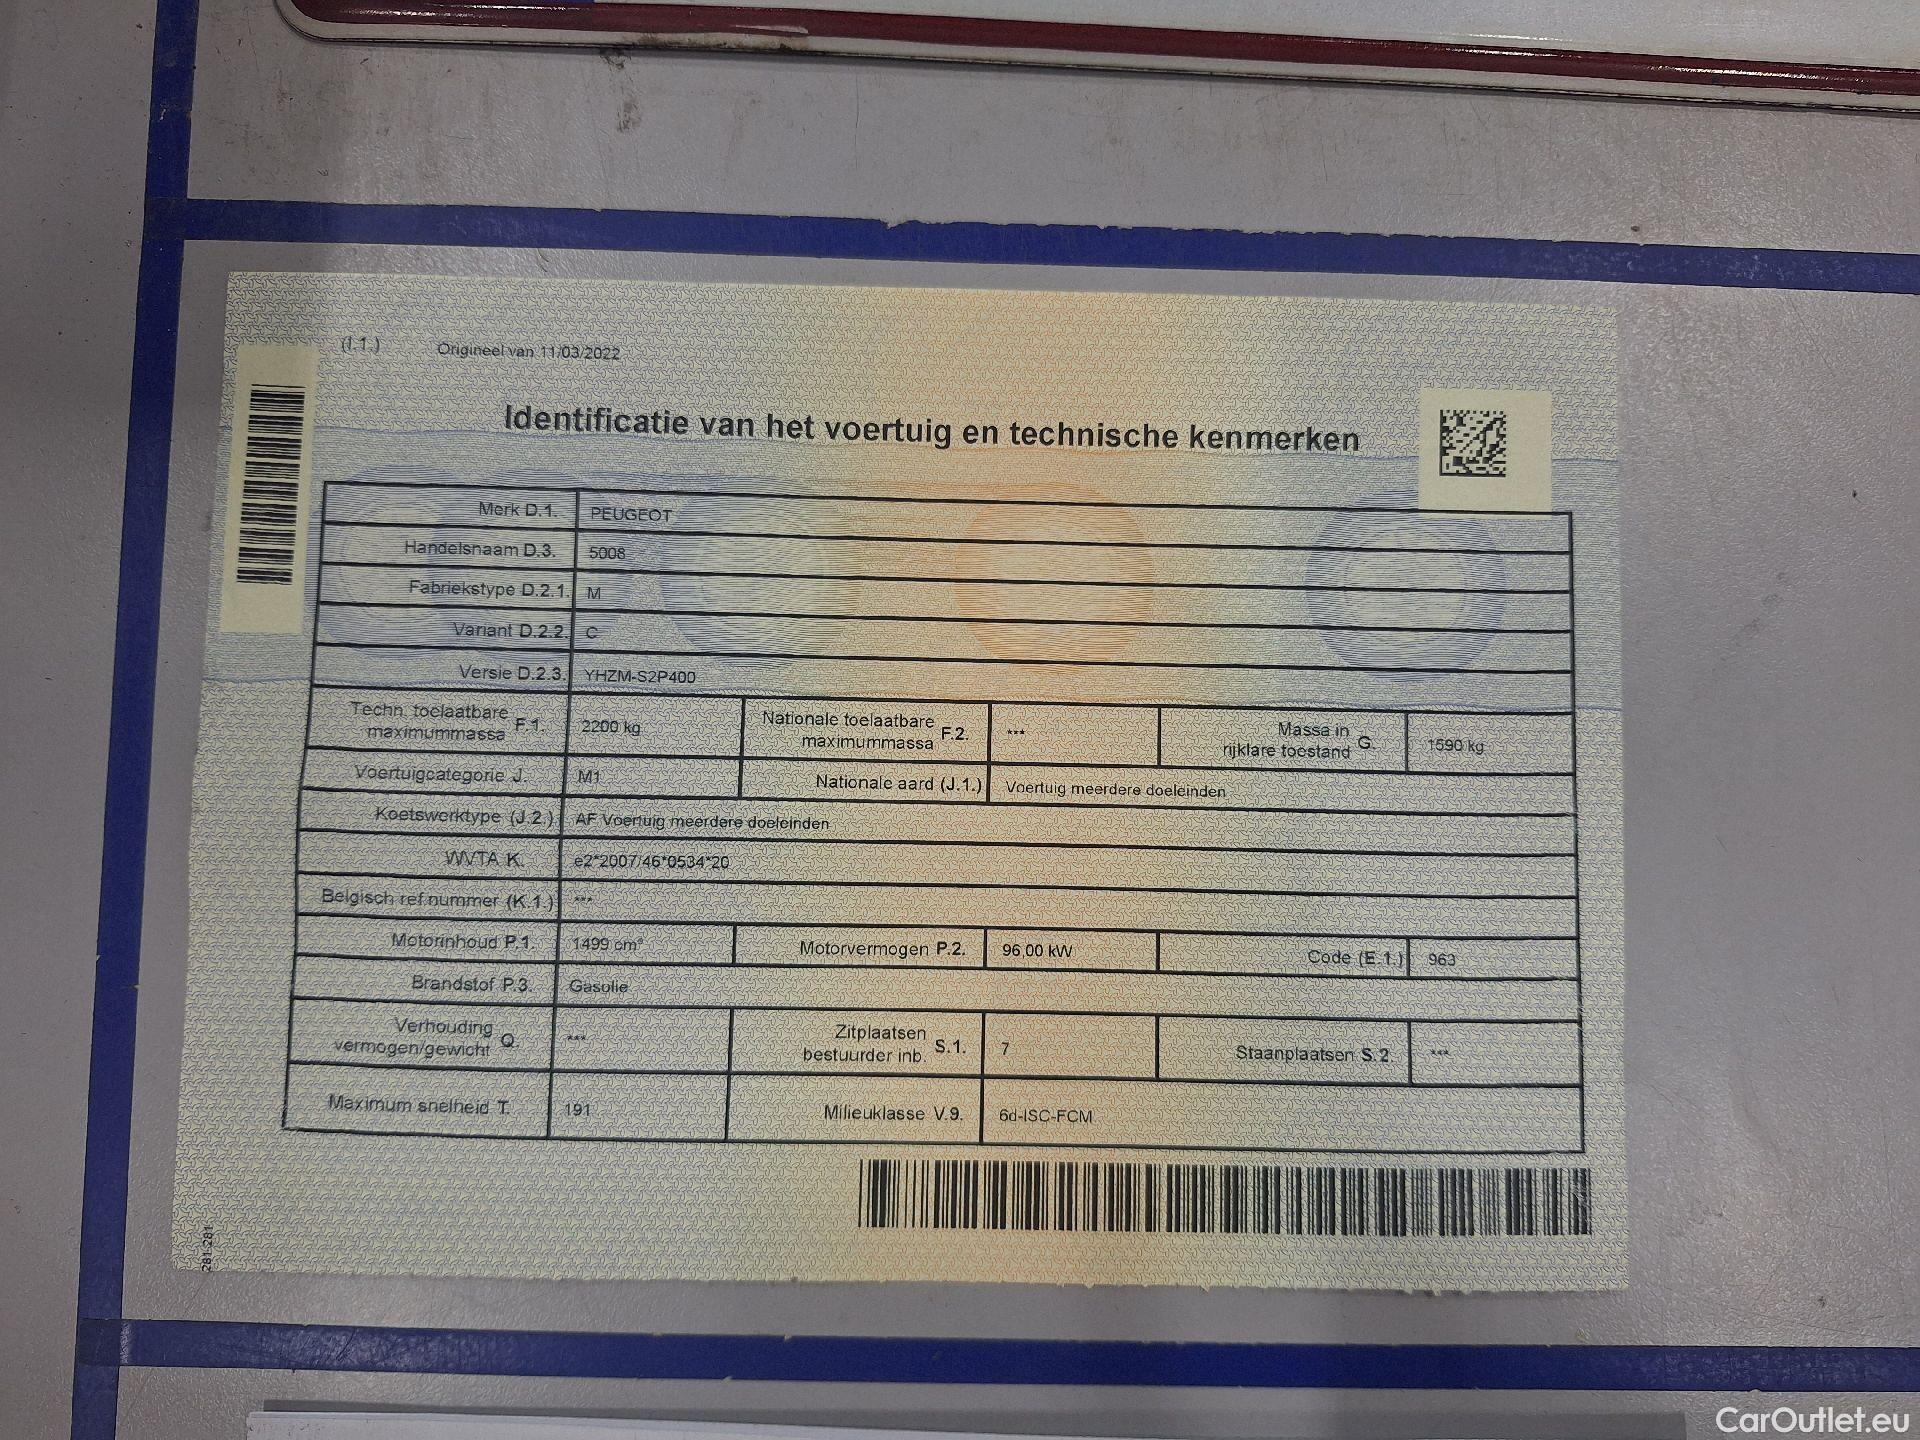 (I.1.) Origineel van 11/03/2022
Identificatie van het voertuig en technische kenmerken
Merk D.1. PEUGEOT
Handelsnaam D.3. 5008
Fabriekstype D.2.1. M
Variant D.2.2. C
Versie D.2.3. YHZM-S2P400
Techn. toelaatbare maximummassa F.1. 2200 kg Nationale toelaatbare maximummassa F.2. *** Massa in rijklare toestand G. 1590 kg
Voertuigcategorie J. M1 Nationale aard (J.1.) Voertuig meerdere doeleinden
Koetswerktype (J.2.) AF Voertuig meerdere doeleinden
WVTA K. e2*2007/46*0534*20
Belgisch ref.nummer (K.1.) ***
Motorinhoud P.1. 1499 cm³ Motorvermogen P.2. 96,00 kW Code (E.1.) 963
Brandstof P.3. Gasolie
Verhouding vermogen/gewicht Q. *** Zitplaatsen bestuurder inb. S.1. 7 Staanplaatsen S.2. ***
Maximum snelheid T. 191 Milieuklasse V.9. 6d-ISC-FCM
281.281
CarOutlet.eu